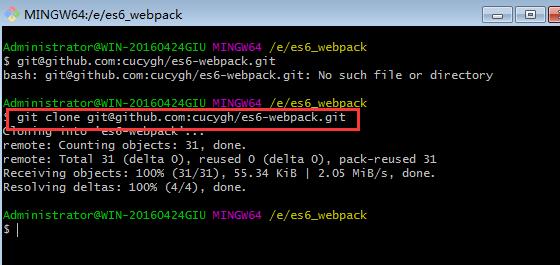 MINGW64:/e/es6_webpack
Administrator@WIN-20160424GIU MINGW64 /e/es6_webpack
$ git@github.com:cucygh/es6-webpack.git
bash: git@github.com:cucygh/es6-webpack.git: No such file or directory
Administrator@WIN-20160424GIU MINGW64 /e/es6_webpack
$ git clone git@github.com:cucygh/es6-webpack.git
Cloning into 'es6-webpack'...
remote: Counting objects: 31, done.
remote: Total 31 (delta 0), reused 0 (delta 0), pack-reused 31
Receiving objects: 100% (31/31), 55.34 KiB | 2.05 MiB/s, done.
Resolving deltas: 100% (4/4), done.
Administrator@WIN-20160424GIU MINGW64 /e/es6_webpack
$